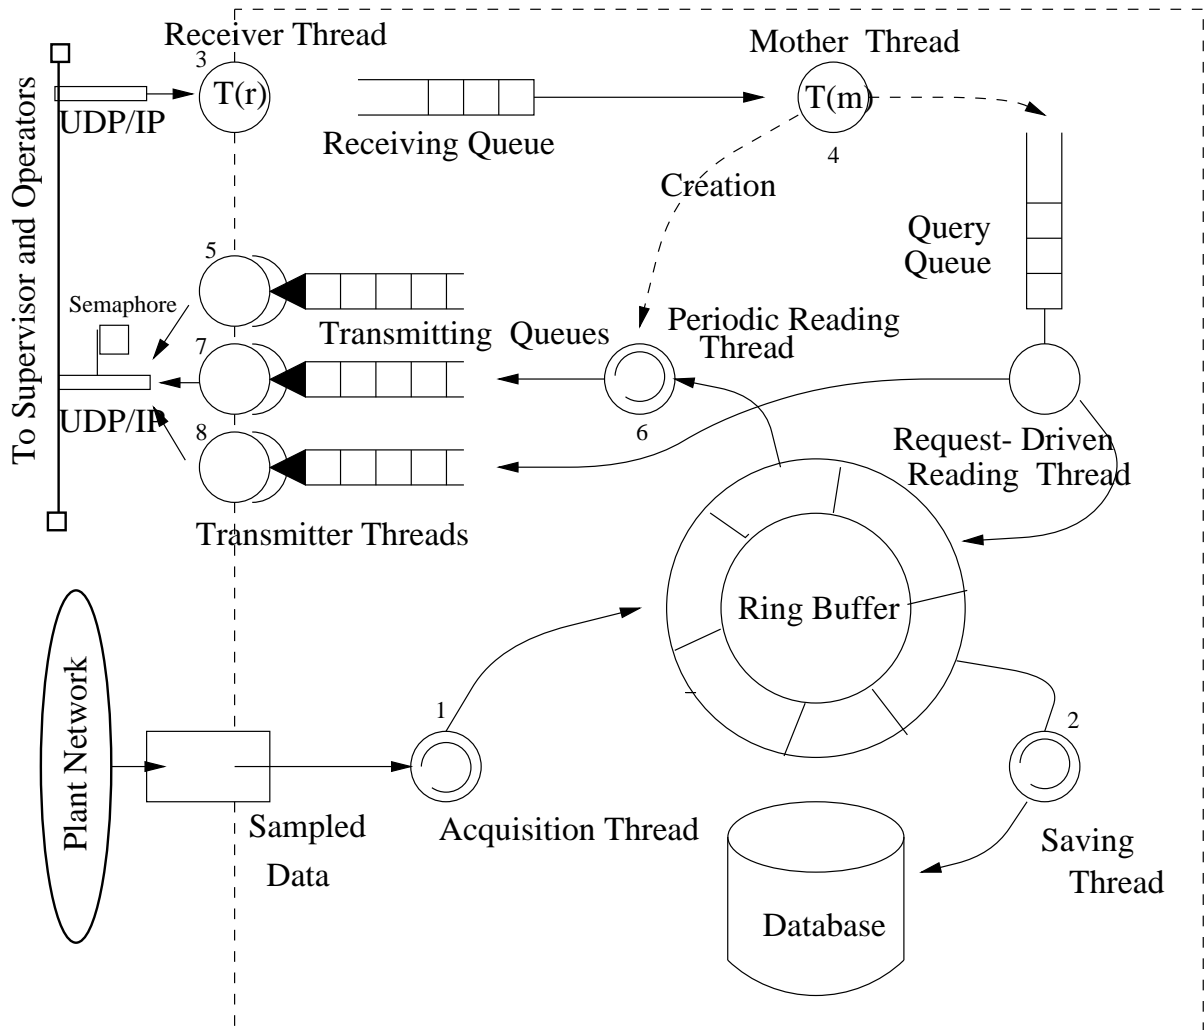 Receiver Thread
3
T(r)
UDP/IP
Receiving Queue
Mother Thread
T(m)
4
Creation
Query
Queue
To Supervisor and Operators
5
Semaphore
Transmitting Queues
7
UDP/IP
8
Transmitter Threads
Periodic Reading
Thread
6
Request- Driven
Reading Thread
Ring Buffer
Plant Network
Sampled
Data
1
Acquisition Thread
2
Saving
Thread
Database